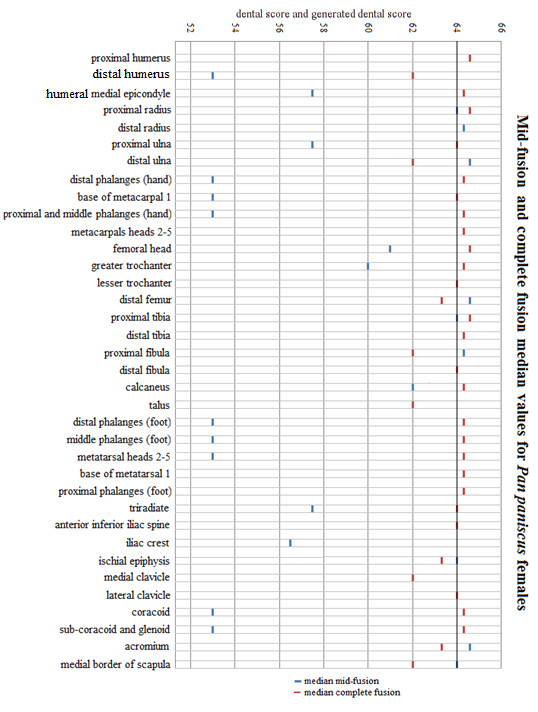 dental score and generated dental score
52 54 56 58 60 62 64 66
proximal humerus
distal humerus
humeral medial epicondyle
proximal radius
distal radius
proximal ulna
distal ulna
distal phalanges (hand)
base of metacarpal 1
proximal and middle phalanges (hand)
metacarpals heads 2-5
femoral head
greater trochanter
lesser trochanter
distal femur
proximal tibia
distal tibia
proximal fibula
distal fibula
calcaneus
talus
distal phalanges (foot)
middle phalanges (foot)
metatarsal heads 2-5
base of metatarsal 1
proximal phalanges (foot)
triradiate
anterior inferior iliac spine
iliac crest
ischial epiphysis
medial clavicle
lateral clavicle
coracoid
sub-coracoid and glenoid
acromium
medial border of scapula
Mid-fusion and complete fusion median values for Pan paniscus females
median mid-fusion
median complete fusion